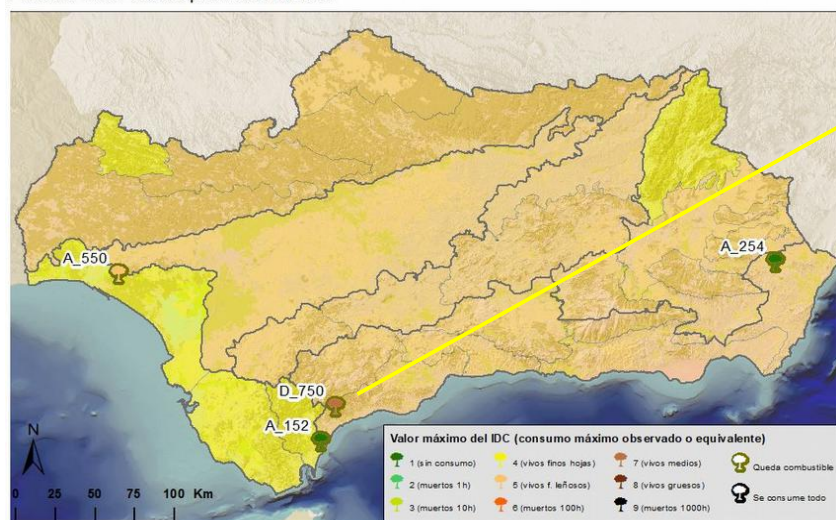 A_550
A_254
D_750
A_152
N
0 25 50 75 100 Km
Valor máximo del IDC (consumo máximo observado o equivalente)
1 (sin consumo) 4 (vivos finos hojas) 7 (vivos medios) Queda combustible
2 (muertos 1h) 5 (vivos f. leñosos) 8 (vivos gruesos)
3 (muertos 10h) 6 (muertos 100h) 9 (muertos 1000h) Se consume todo